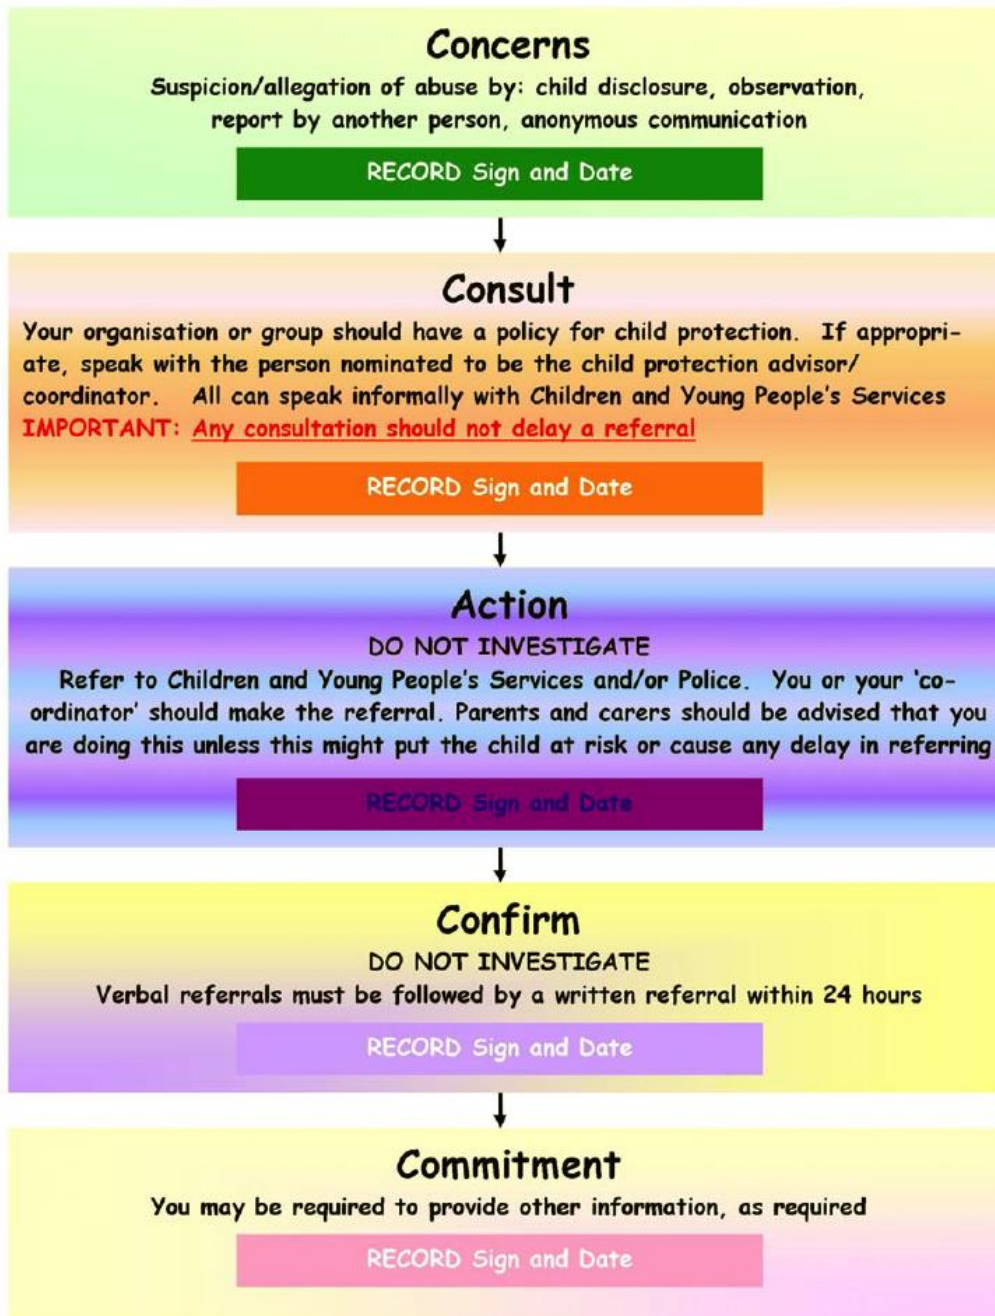 Concerns
Suspicion/allegation of abuse by: child disclosure, observation,
report by another person, anonymous communication
RECORD Sign and Date
Consult
Your organisation or group should have a policy for child protection. If appropri-
ate, speak with the person nominated to be the child protection advisor/
coordinator. All can speak informally with Children and Young People's Services
IMPORTANT: Any consultation should not delay a referral
RECORD Sign and Date
Action
DO NOT INVESTIGATE
Refer to Children and Young People's Services and/or Police. You or your 'co-
ordinator' should make the referral. Parents and carers should be advised that you
are doing this unless this might put the child at risk or cause any delay in referring
RECORD Sign and Date
Confirm
DO NOT INVESTIGATE
Verbal referrals must be followed by a written referral within 24 hours
RECORD Sign and Date
Commitment
You may be required to provide other information, as required
RECORD Sign and Date